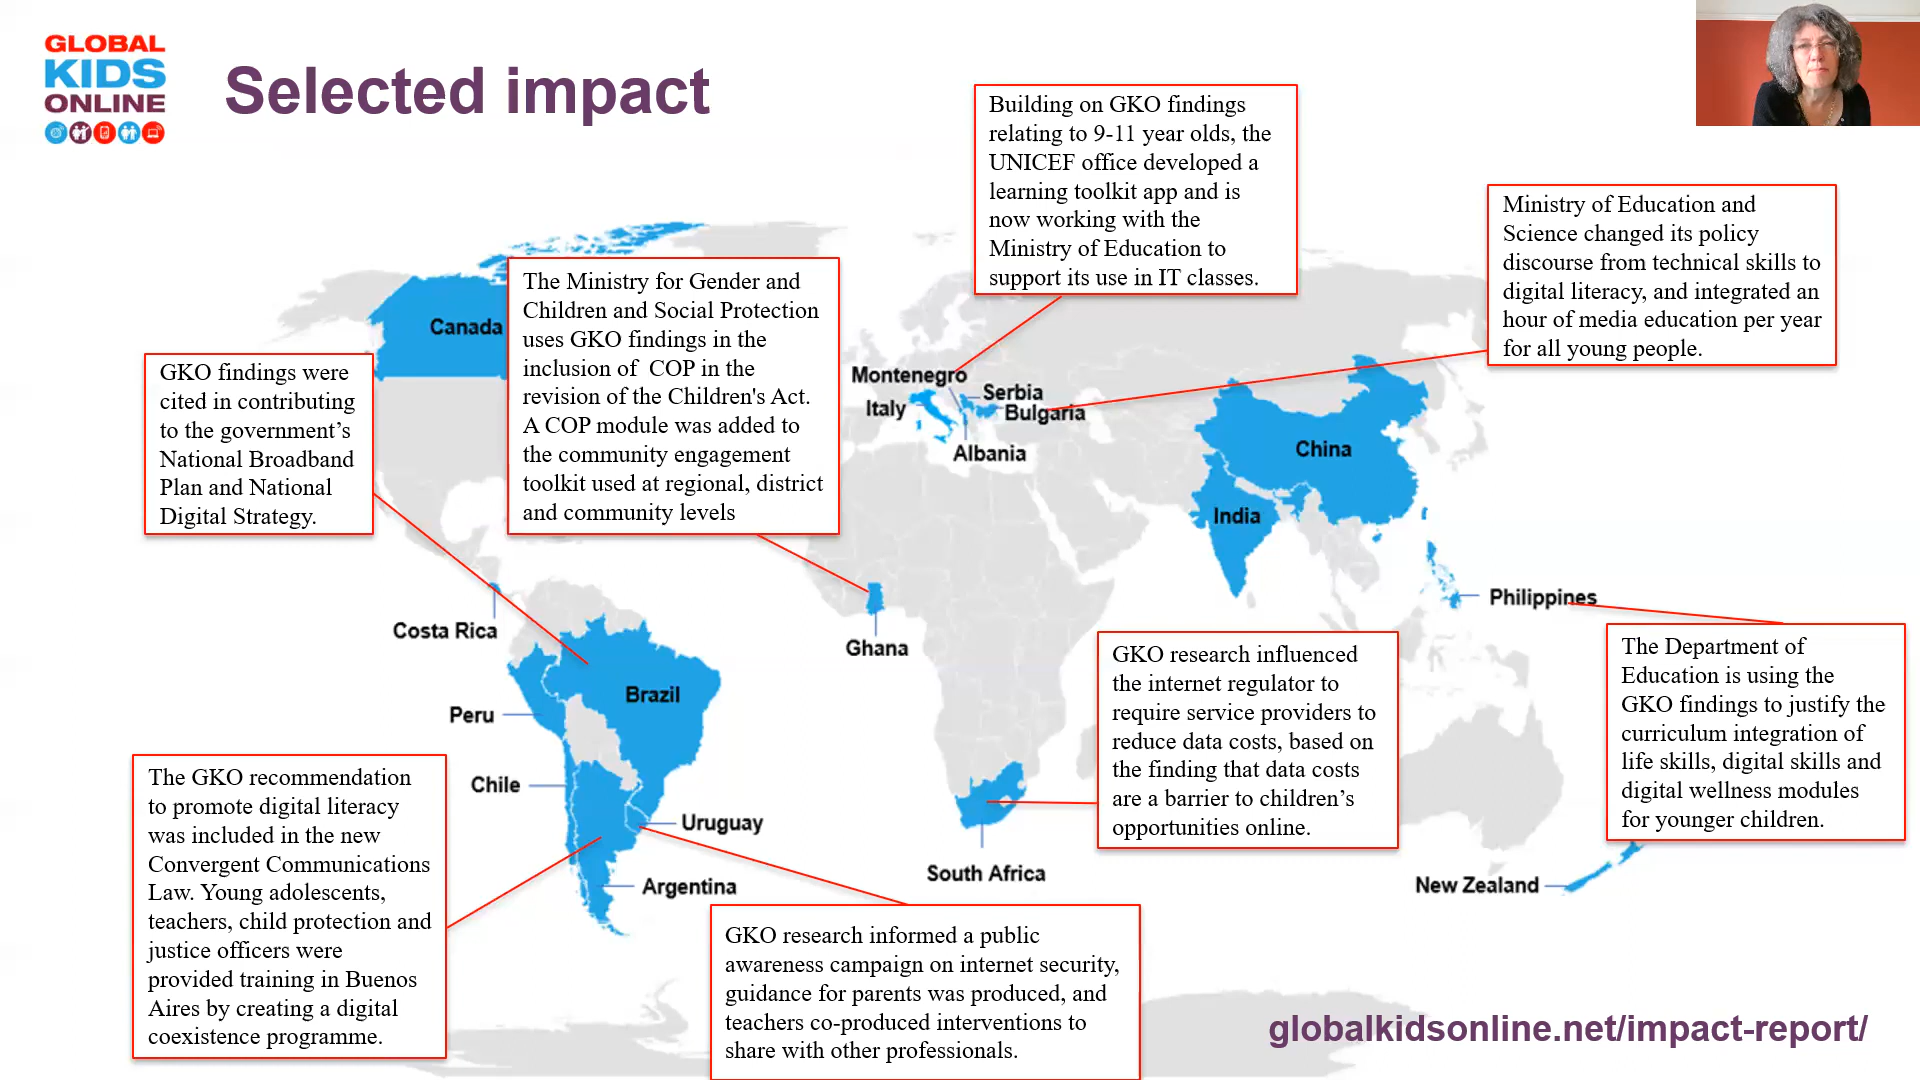 GLOBAL
KIDS
ONLINE
Selected impact
Building on GKO findings
relating to 9-11 year olds, the
UNICEF office developed a
learning toolkit app and is
now working with the
Ministry of Education to
support its use in IT classes.
Ministry of Education and
Science changed its policy
discourse from technical skills to
digital literacy, and integrated an
hour of media education per year
for all young people.
The Ministry for Gender and
Children and Social Protection
uses GKO findings in the
inclusion of  COP in the
revision of the Children's Act.
A COP module was added to
the community engagement
toolkit used at regional, district
and community levels
GKO findings were
cited in contributing
to the government’s
National Broadband
Plan and National
Digital Strategy.
Canada
Montenegro
Italy
Serbia
Bulgaria
Albania
China
India
Philippines
Costa Rica
Ghana
Brazil
Peru
Chile
Uruguay
Argentina
South Africa
New Zealand
GKO research influenced
the internet regulator to
require service providers to
reduce data costs, based on
the finding that data costs
are a barrier to children’s
opportunities online.
The Department of
Education is using the
GKO findings to justify the
curriculum integration of
life skills, digital skills and
digital wellness modules
for younger children.
The GKO recommendation
to promote digital literacy
was included in the new
Convergent Communications
Law. Young adolescents,
teachers, child protection and
justice officers were
provided training in Buenos
Aires by creating a digital
coexistence programme.
GKO research informed a public
awareness campaign on internet security,
guidance for parents was produced, and
teachers co-produced interventions to
share with other professionals.
globalkidsonline.net/impact-report/